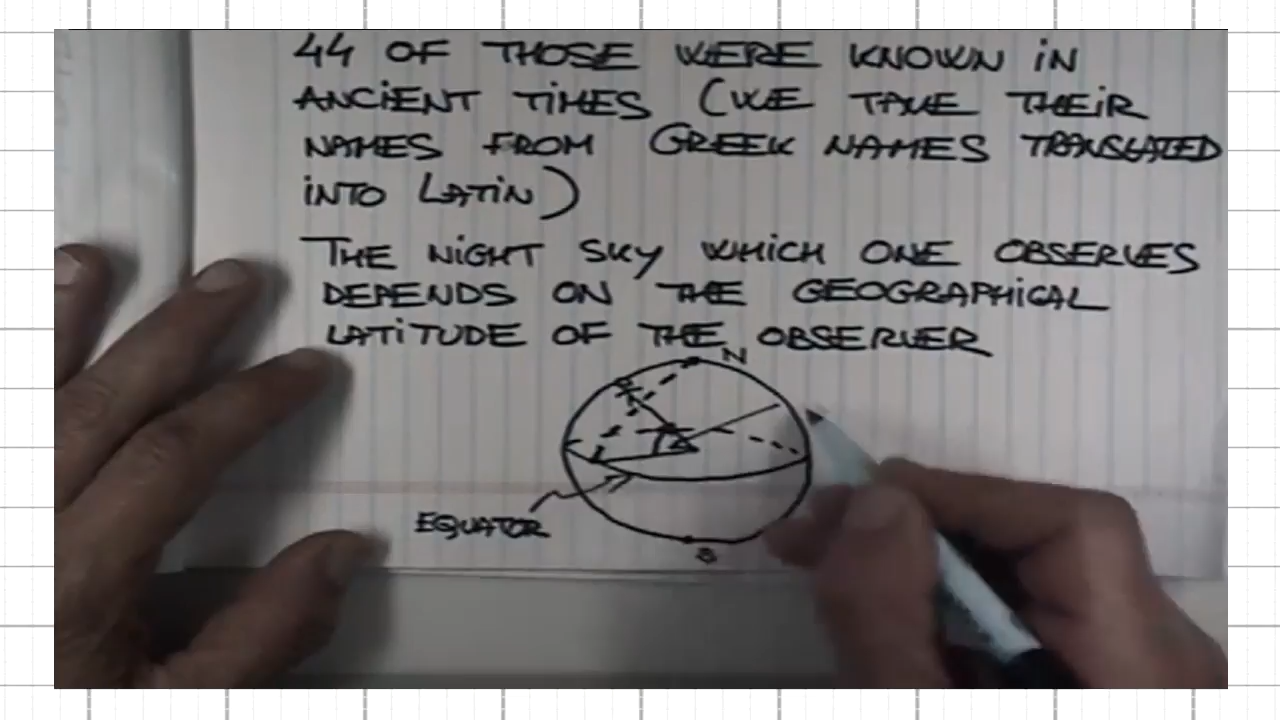 44 OF THOSE WERE KNOWN iN
ANCiENT TiMES (WE TAKE THEiR
NAMES FROM GREEK NAMES TRANSLATED
iNTO LATiN)
THE NiGHT SKY WHiCH ONE OBSERVES
DEPENDS ON THE GEOGRAPHiCAL
LATiTUDE OF THE OBSERVER
N
EQUATOR
S